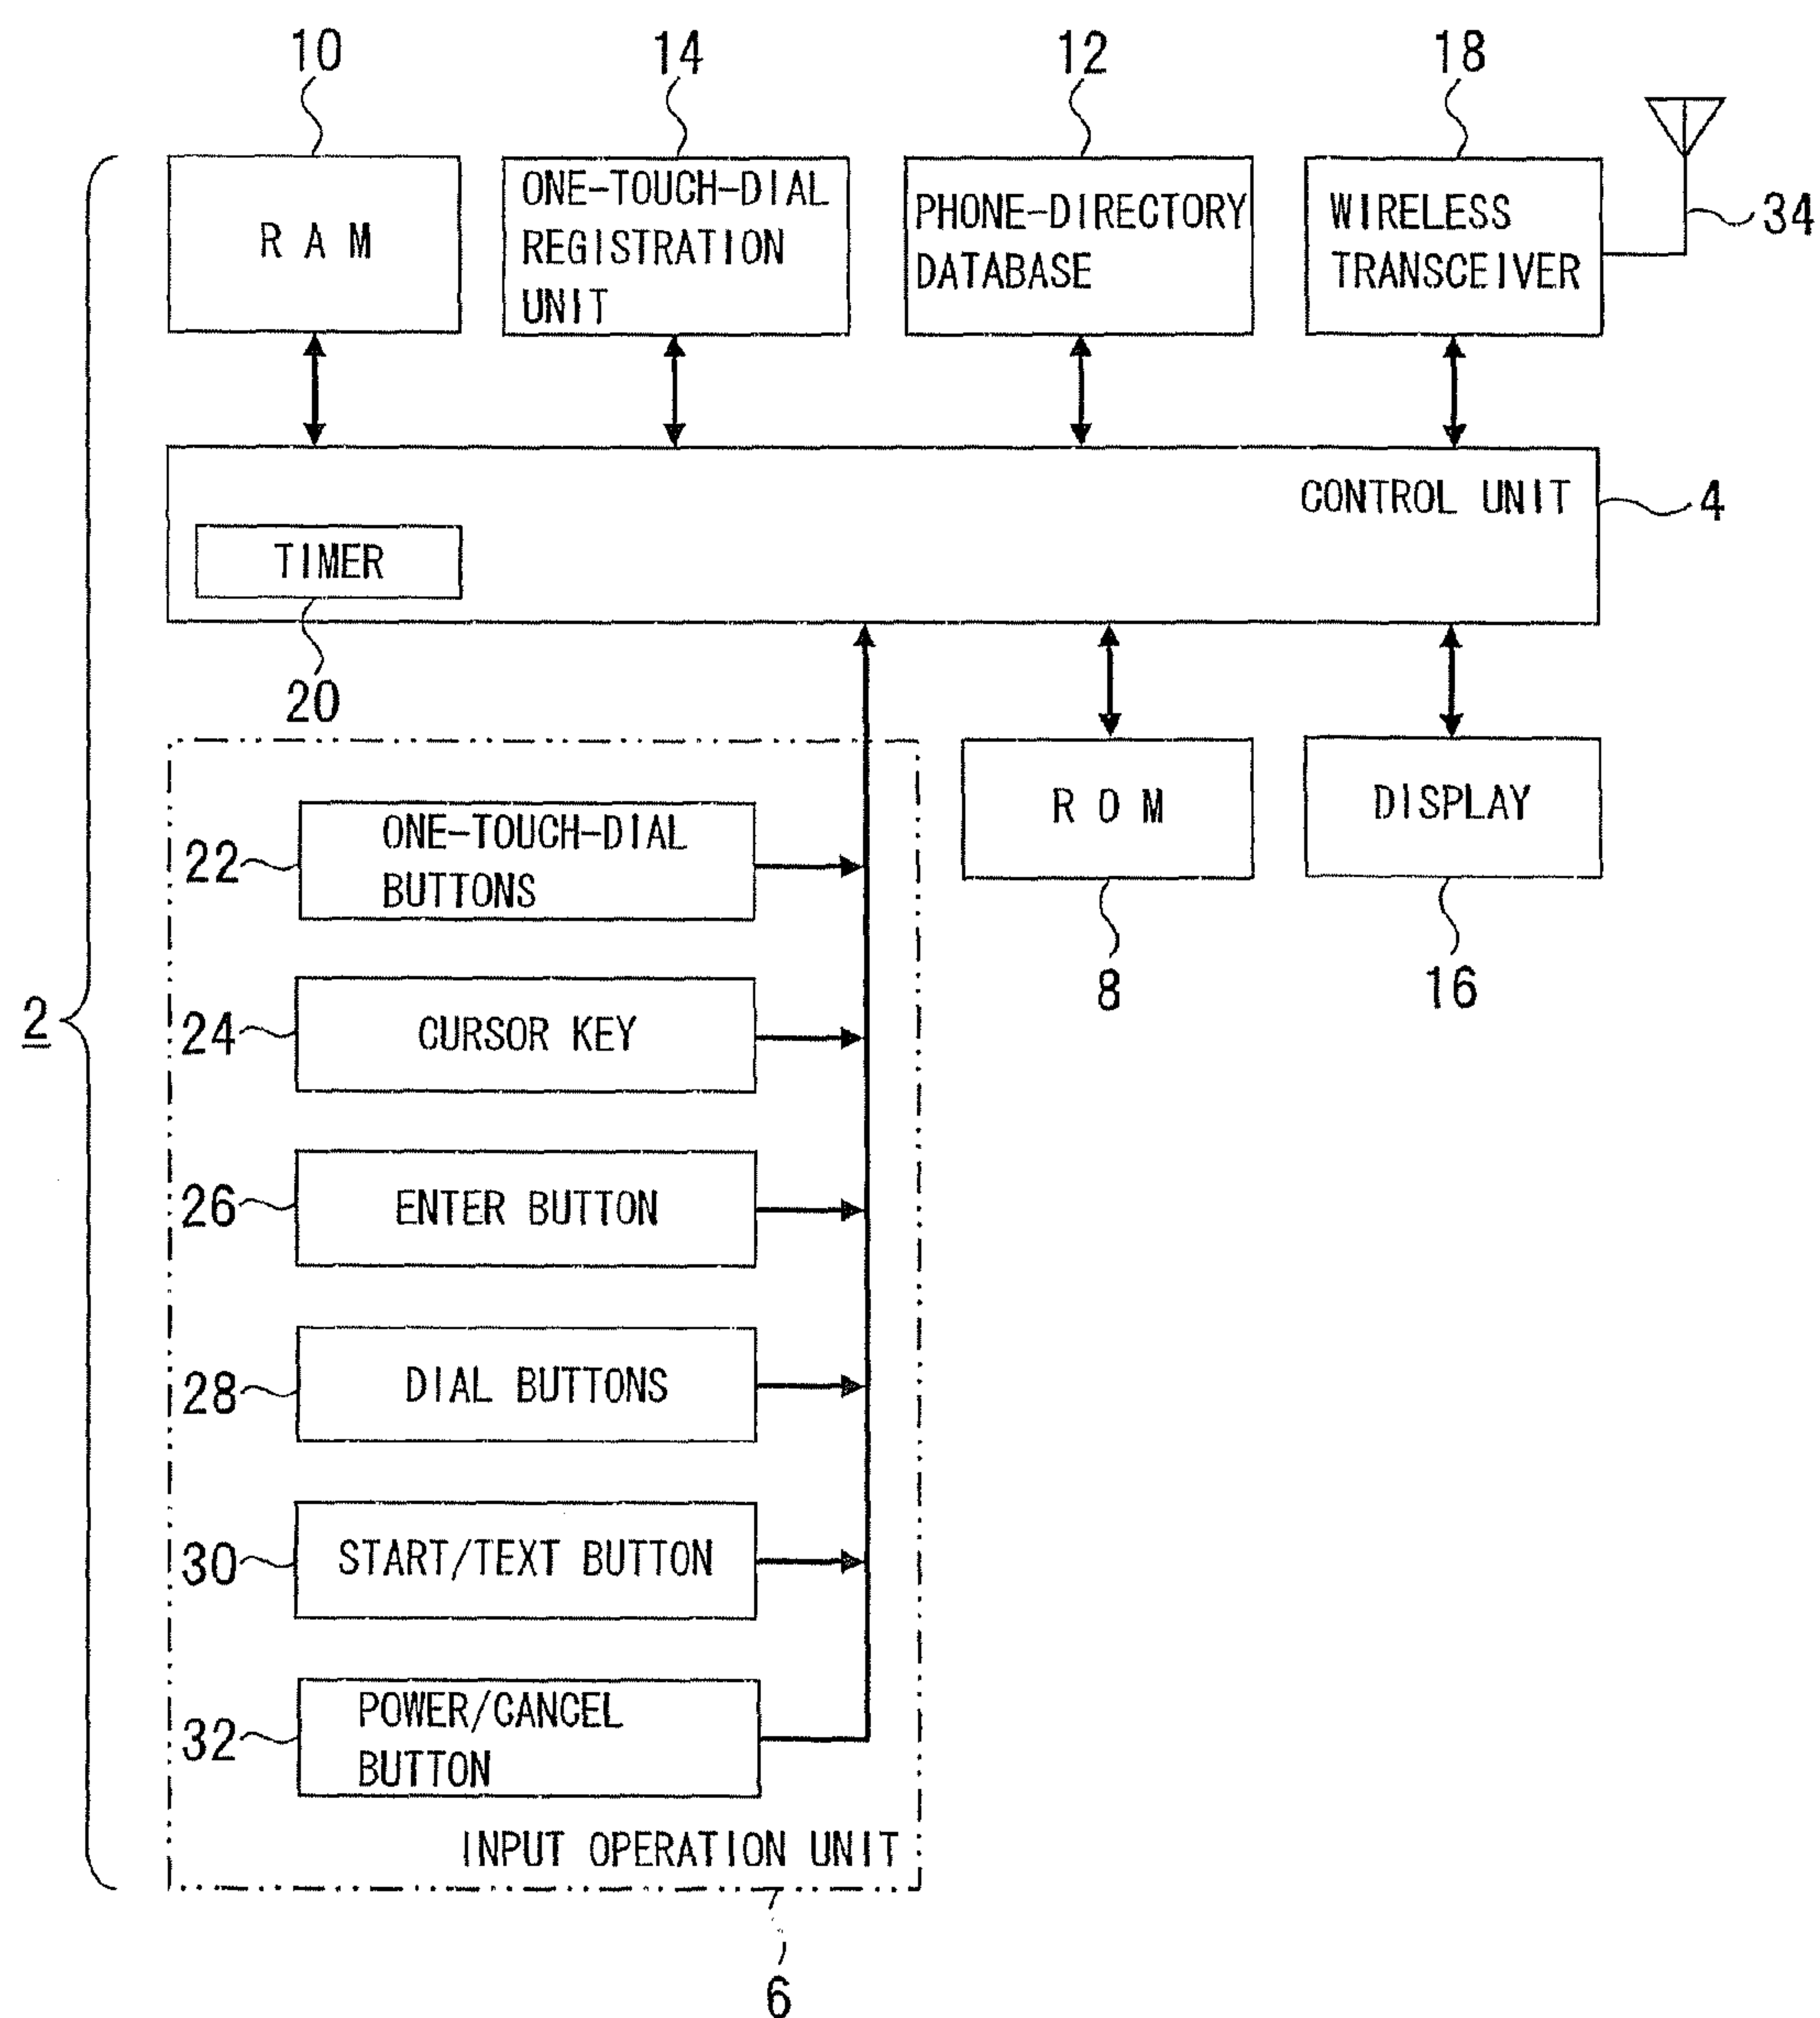 10
14
12
18
R A M
ONE-TOUCH-DIAL
REGISTRATION
UNIT
PHONE-DIRECTORY
DATABASE
WIRELESS
TRANSCEIVER
34
CONTROL UNIT
4
TIMER
20
ONE-TOUCH-DIAL
BUTTONS
22
R O M
DISPLAY
8
16
2
24
CURSOR KEY
26
ENTER BUTTON
28
DIAL BUTTONS
30
START/TEXT BUTTON
32
POWER/CANCEL
BUTTON
INPUT OPERATION UNIT
6